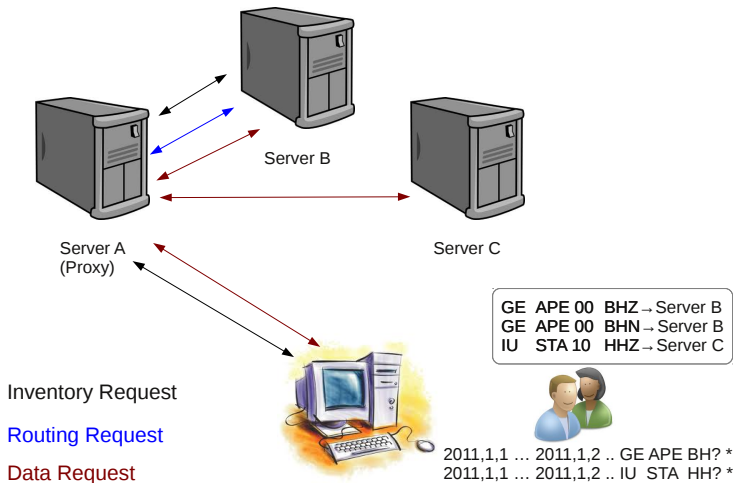 Server B
Server A
(Proxy)
Server C
GE APE 00 BHZ→Server B
GE APE 00 BHN→Server B
IU STA 10 HHZ→Server C
Inventory Request
Routing Request
Data Request
2011,1,1 ... 2011,1,2 .. GE APE BH? *
2011,1,1 ... 2011,1,2 .. IU STA HH? *